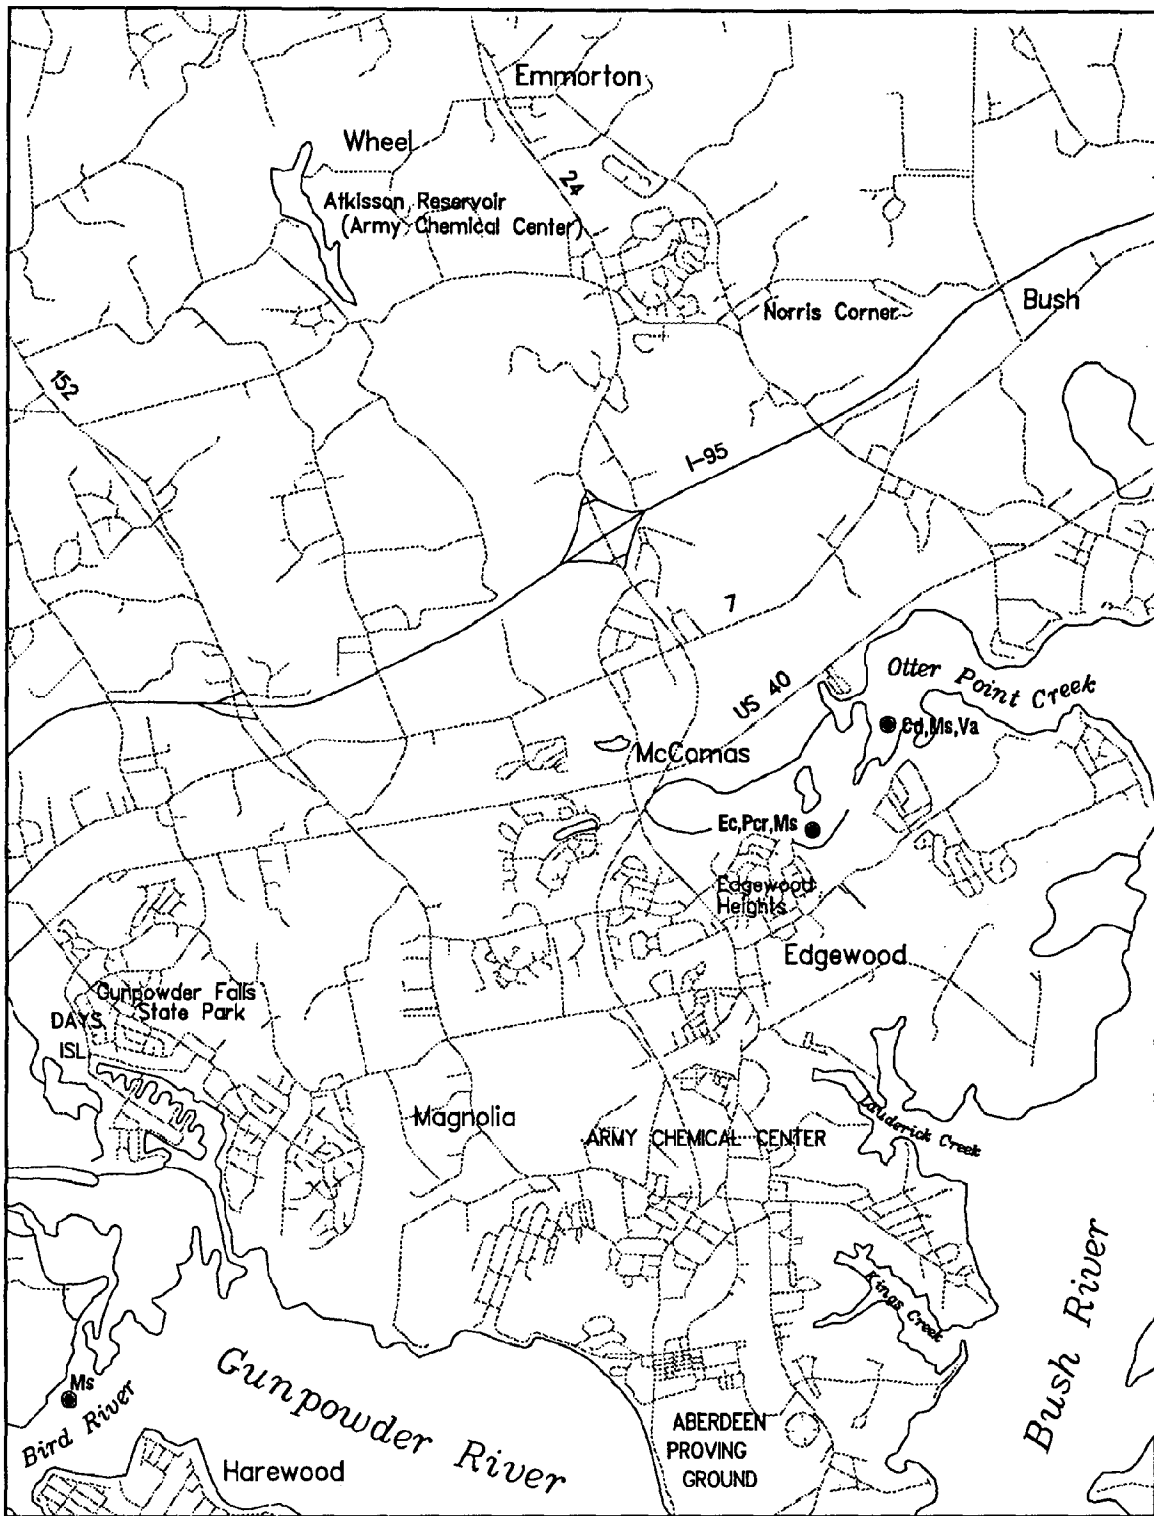 Emmorton
Wheel
24
Atkisson Reservoir
(Army Chemical Center)
Bush
Norris Corner
152
I-95
7
Otter Point Creek
US 40
Cd,Ms,Va
McComas
Ec,Pcr,Ms
Edgewood
Heights
Edgewood
Gunpowder Falls
State Park
DAYS
ISL
Lauderick Creek
Magnolia
ARMY CHEMICAL CENTER
Kings Creek
Bush River
Gunpowder River
Ms
Bird River
Harewood
ABERDEEN
PROVING
GROUND